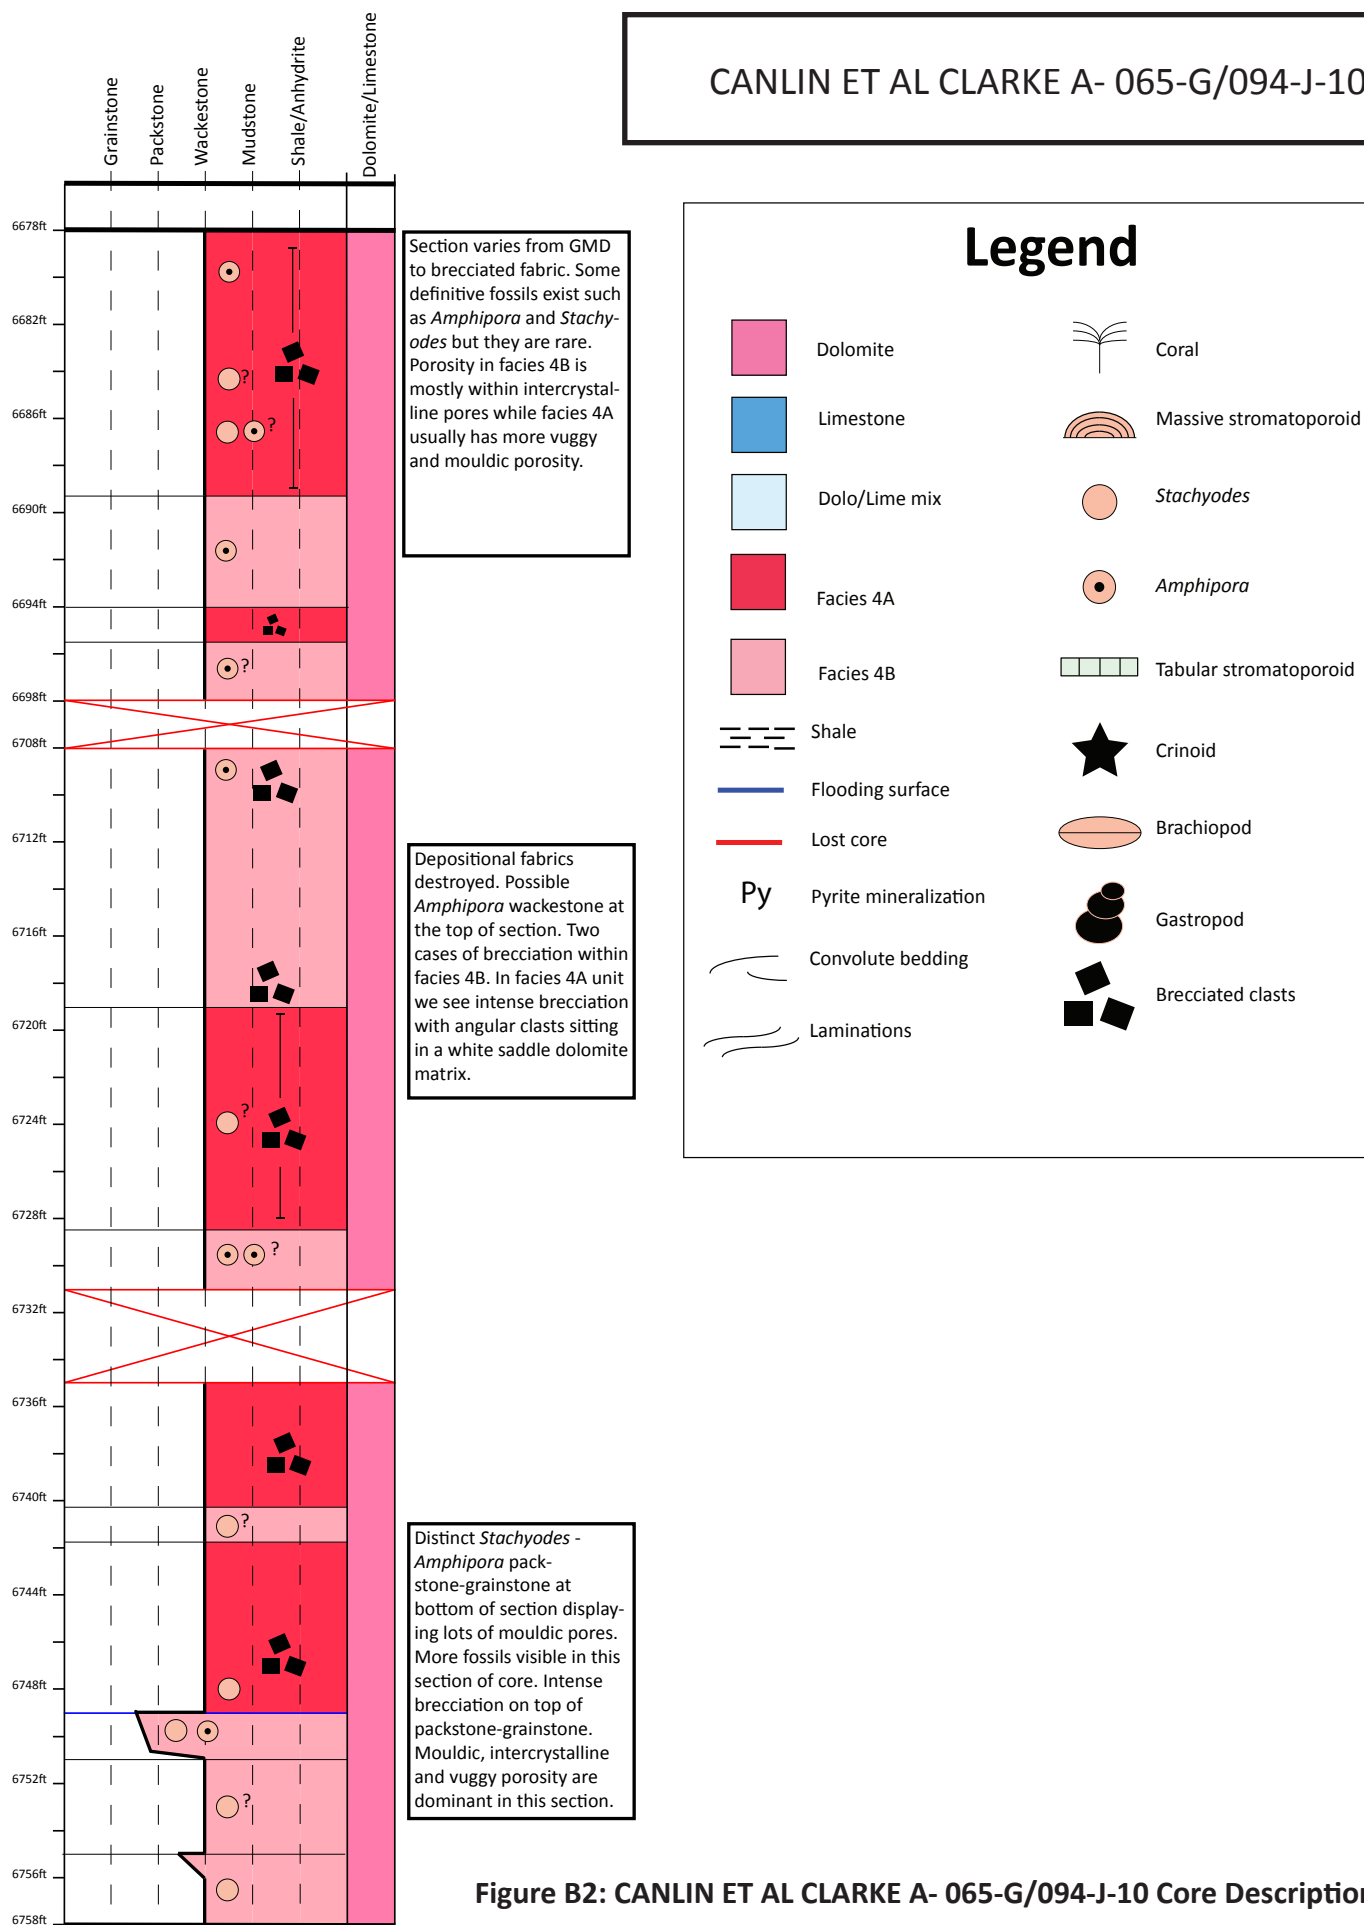 CANLIN ET AL CLARKE A- 065-G/094-J-10
Grainstone
Packstone
Wackestone
Mudstone
Shale/Anhydrite
Dolomite/Limestone
6678ft
6682ft
6686ft
6690ft
6694ft
6698ft
6708ft
6712ft
6716ft
6720ft
6724ft
6728ft
6732ft
6736ft
6740ft
6744ft
6748ft
6752ft
6756ft
6758ft
?
?
?
?
?
?
?
Section varies from GMD
to brecciated fabric. Some
definitive fossils exist such
as Amphipora and Stachy-
odes but they are rare.
Porosity in facies 4B is
mostly within intercrystal-
line pores while facies 4A
usually has more vuggy
and mouldic porosity.
Depositional fabrics
destroyed. Possible
Amphipora wackestone at
the top of section. Two
cases of brecciation within
facies 4B. In facies 4A unit
we see intense brecciation
with angular clasts sitting
in a white saddle dolomite
matrix.
Distinct Stachyodes -
Amphipora pack-
stone-grainstone at
bottom of section display-
ing lots of mouldic pores.
More fossils visible in this
section of core. Intense
brecciation on top of
packstone-grainstone.
Mouldic, intercrystalline
and vuggy porosity are
dominant in this section.
Legend
Dolomite
Limestone
Dolo/Lime mix
Facies 4A
Facies 4B
Shale
Flooding surface
Lost core
Py Pyrite mineralization
Convolute bedding
Laminations
Coral
Massive stromatoporoid
Stachyodes
Amphipora
Tabular stromatoporoid
Crinoid
Brachiopod
Gastropod
Brecciated clasts
Figure B2: CANLIN ET AL CLARKE A- 065-G/094-J-10 Core Description